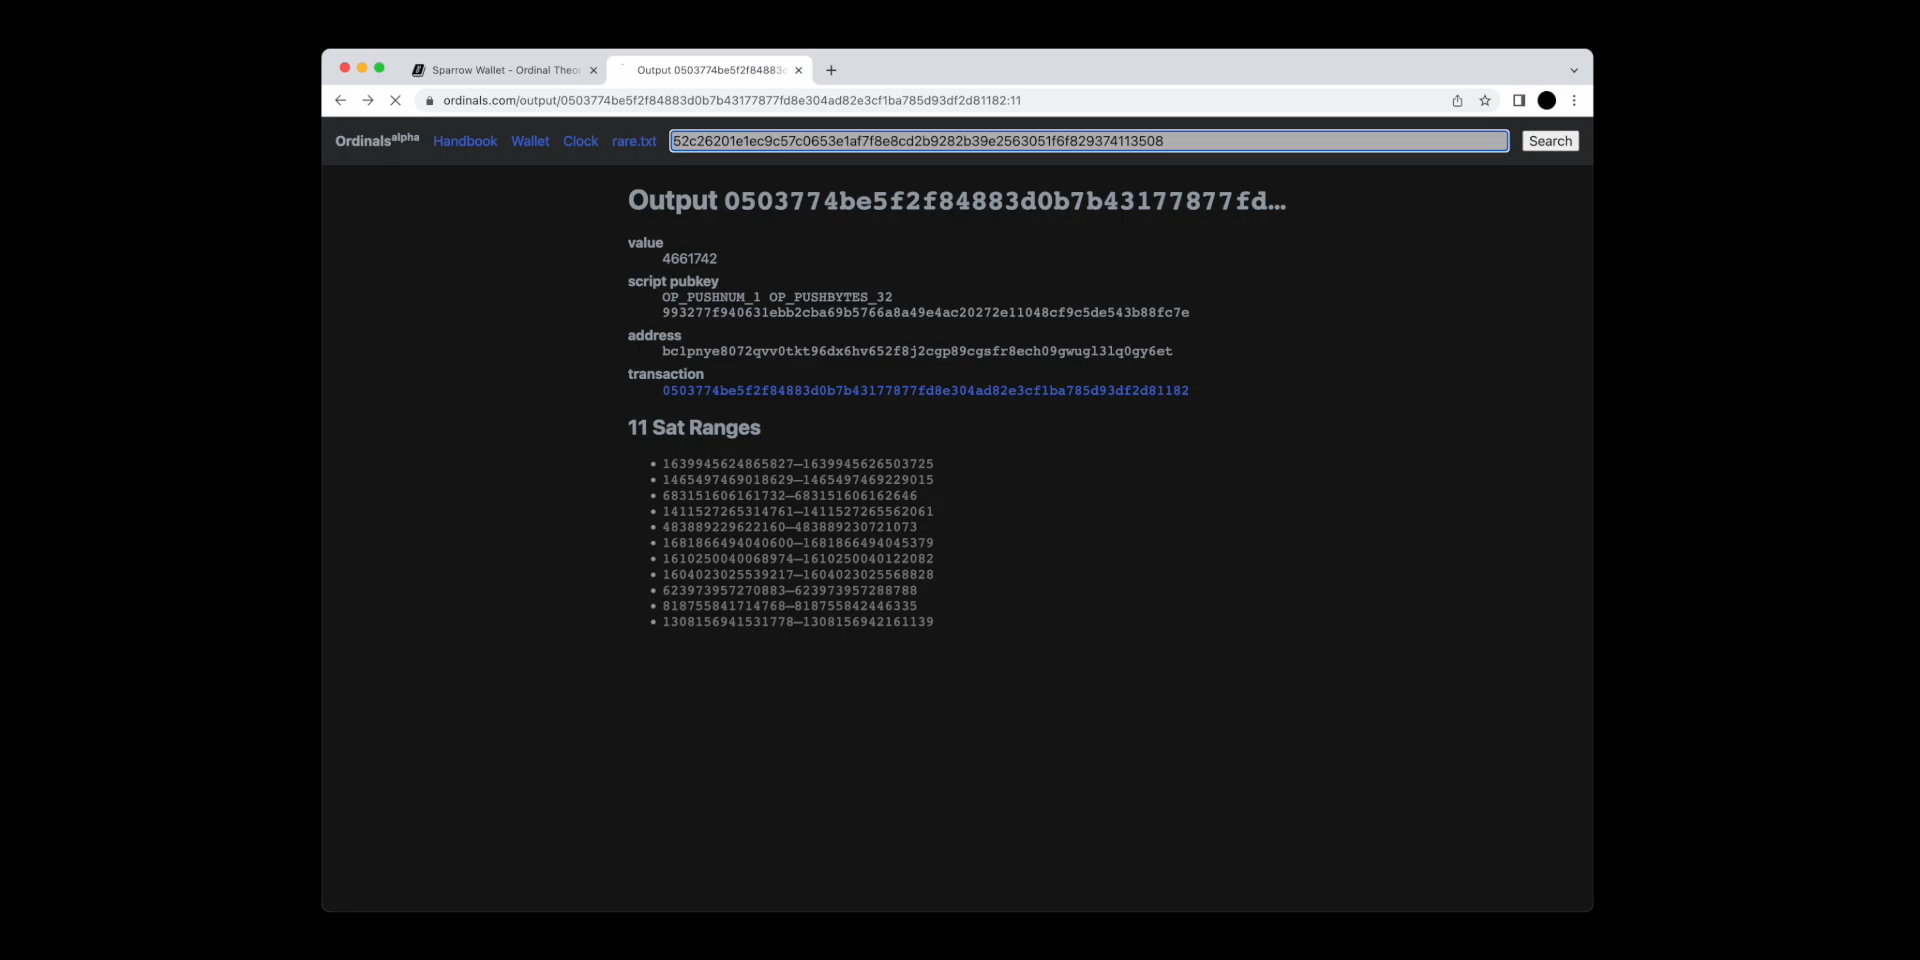 Sparrow Wallet - Ordinal Theor
Output 0503774be5f2f84883d
ordinals.com/output/0503774be5f2f84883d0b7b43177877fd8e304ad82e3cf1ba785d93df2d81182:11
Ordinalsalpha Handbook Wallet Clock rare.txt 52c26201e1ec9c57c0653e1af7f8e8cd2b9282b39e2563051f6f829374113508 Search
Output 0503774be5f2f84883d0b7b43177877fd…
value
4661742
script pubkey
OP_PUSHNUM_1 OP_PUSHBYTES_32
993277f940631ebb2cba69b5766a8a49e4ac20272e11048cf9c5de543b88fc7e
address
bc1pnye8072qvv0tkt96dx6hv652f8j2cgp89cgsfr8ech09gwugl31q0gy6et
transaction
0503774be5f2f84883d0b7b43177877fd8e304ad82e3cf1ba785d93df2d81182
11 Sat Ranges
• 1639945624865827–1639945626503725
• 1465497469018629–1465497469229015
• 683151606161732–683151606162646
• 1411527265314761–1411527265562061
• 483889229622160–483889230721073
• 1681866494040600–1681866494045379
• 1610250040068974–1610250040122082
• 1604023025539217–1604023025568828
• 623973957270883–623973957288788
• 818755841714768–818755842446335
• 1308156941531778–1308156942161139